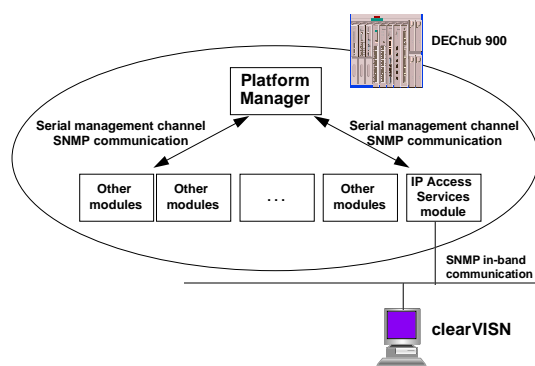 DEChub 900
Platform
Manager
Serial management channel
SNMP communication
Serial management channel
SNMP communication
Other
modules
Other
modules
. . .
Other
modules
IP Access
Services
module
SNMP in-band
communication
clearVISN